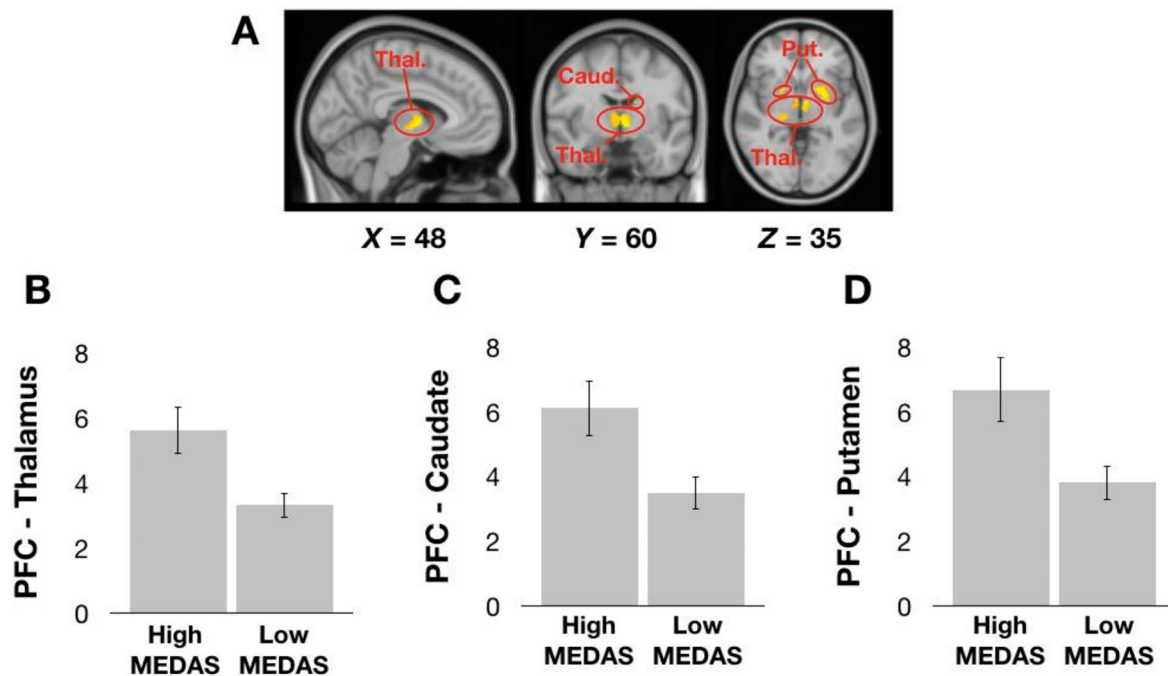 A
Thal.
Caud.
Thal.
Put.
Thal.
X = 48
Y = 60
Z = 35
B
PFC - Thalamus
8
6
4
2
0
High
MEDAS
Low
MEDAS
C
PFC - Caudate
8
6
4
2
0
High
MEDAS
Low
MEDAS
D
PFC - Putamen
8
6
4
2
0
High
MEDAS
Low
MEDAS